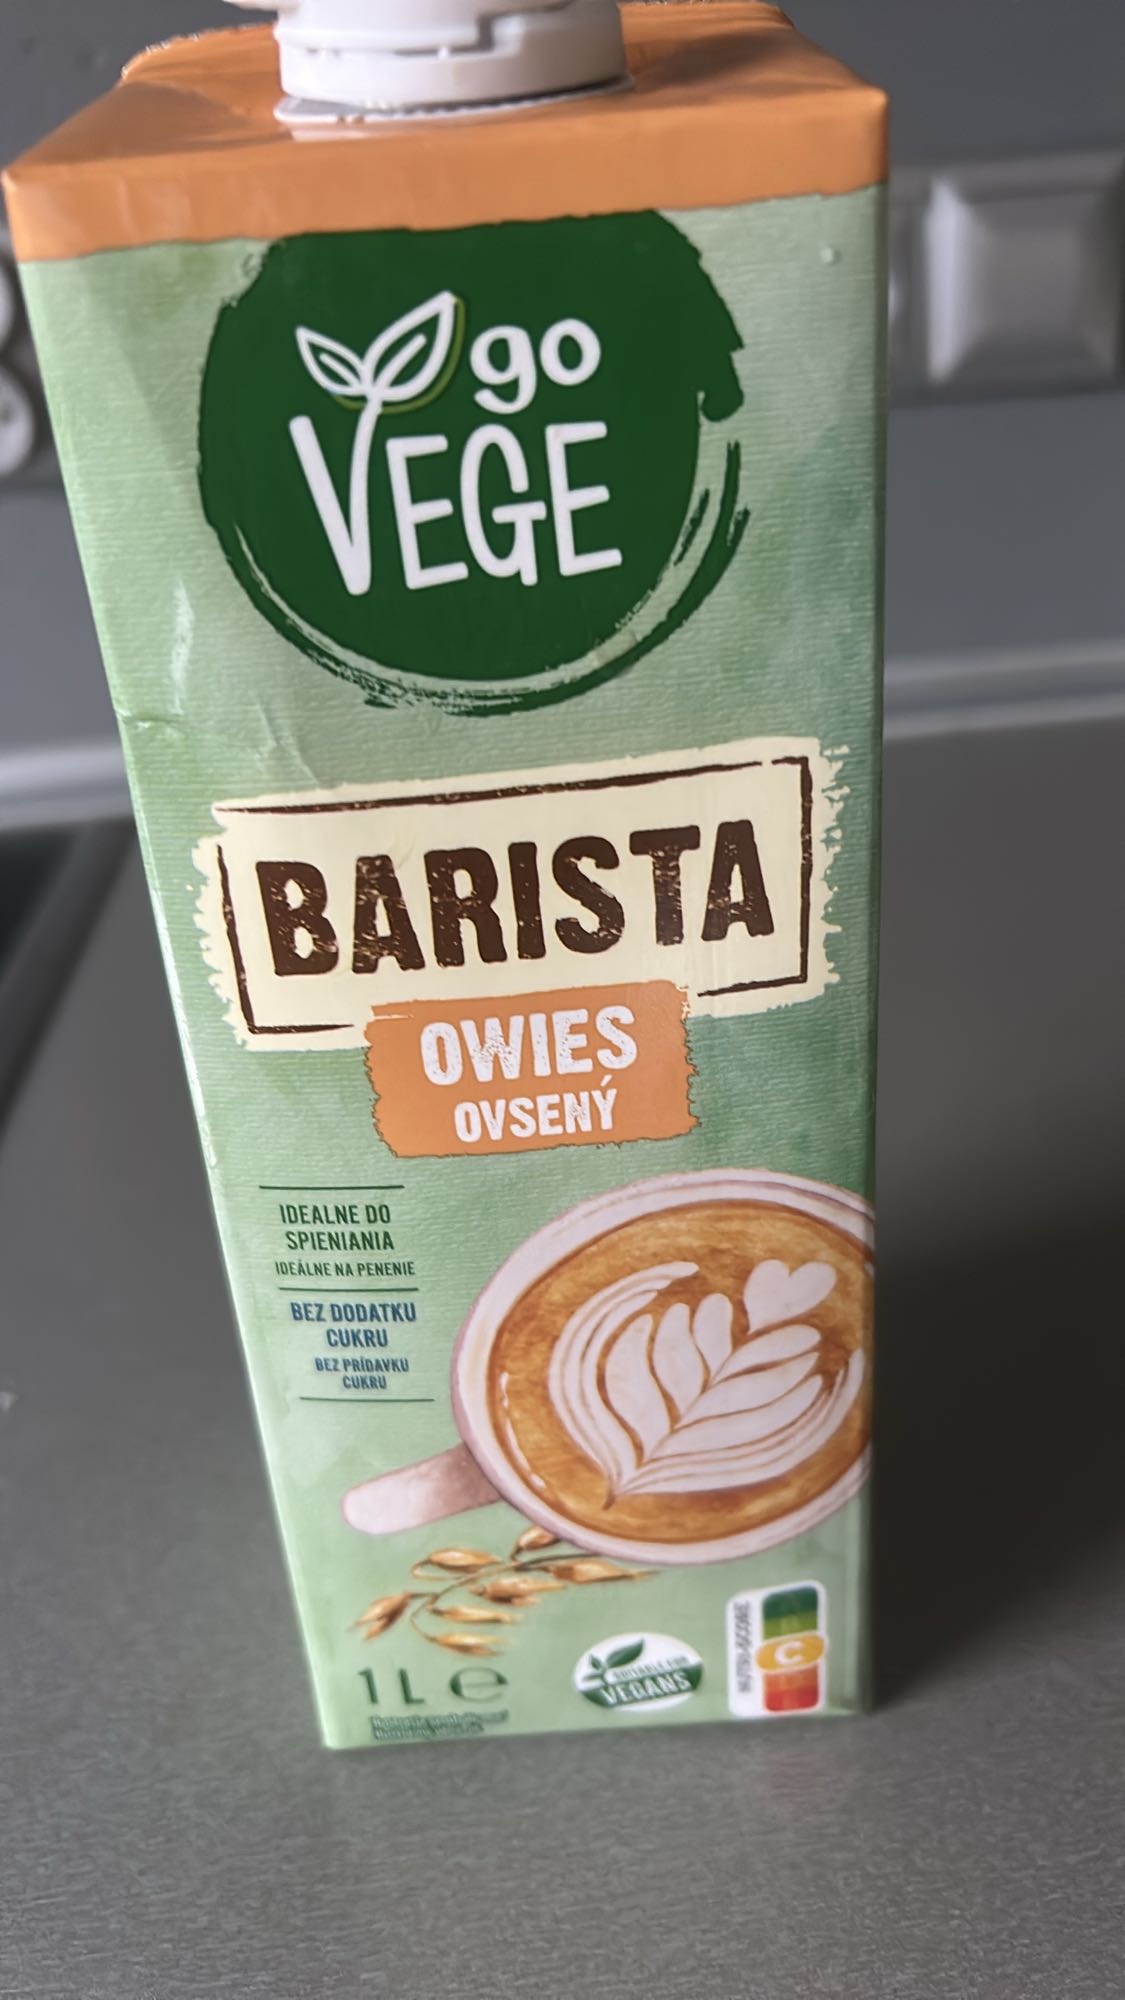 go
VEGE
BARISTA
OWIES
OVSENÝ
IDEALNE DO
SPIENIANIA
IDEÁLNE NA PENENIE
BEZ DODATKU
CUKRU
BEZ PRÍDAVKU
CUKRU
1 L e
SUITABLE FOR
VEGANS
NUTRI-SCORE
C